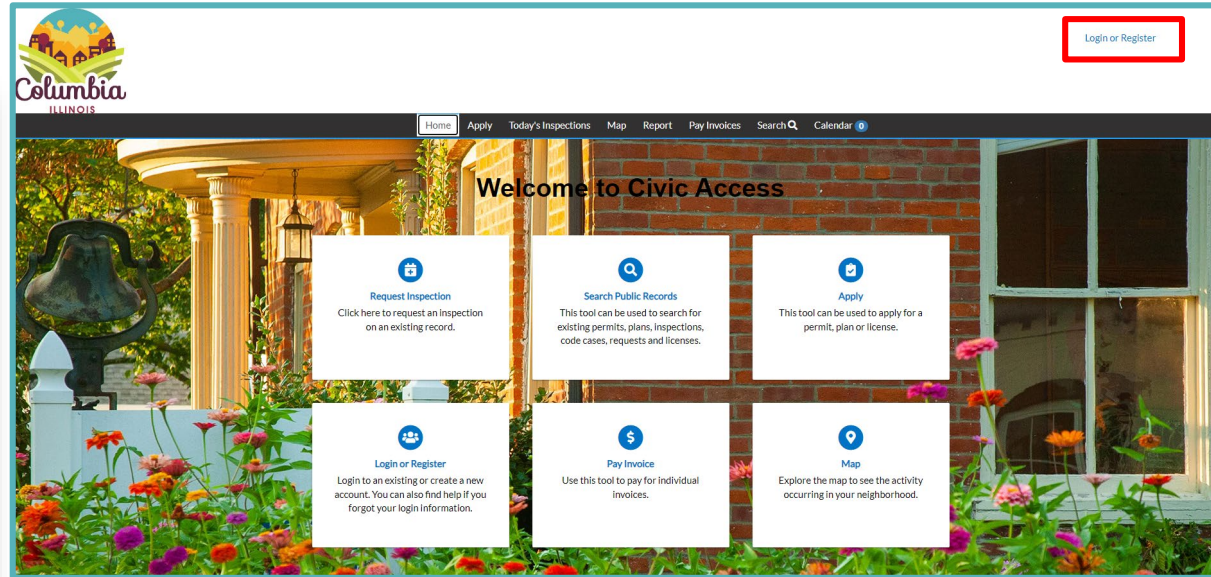 Columbia
ILLINOIS
Login or Register
Home Apply Today's Inspections Map Report Pay Invoices Search Calendar 0
Welcome to Civic Access
Request Inspection
Click here to request an inspection
on an existing record.
Search Public Records
This tool can be used to search for
existing permits, plans, inspections,
code cases, requests and licenses.
Apply
This tool can be used to apply for a
permit, plan or license.
Login or Register
Login to an existing or create a new
account. You can also find help if you
forgot your login information.
Pay Invoice
Use this tool to pay for individual
invoices.
Map
Explore the map to see the activity
occurring in your neighborhood.